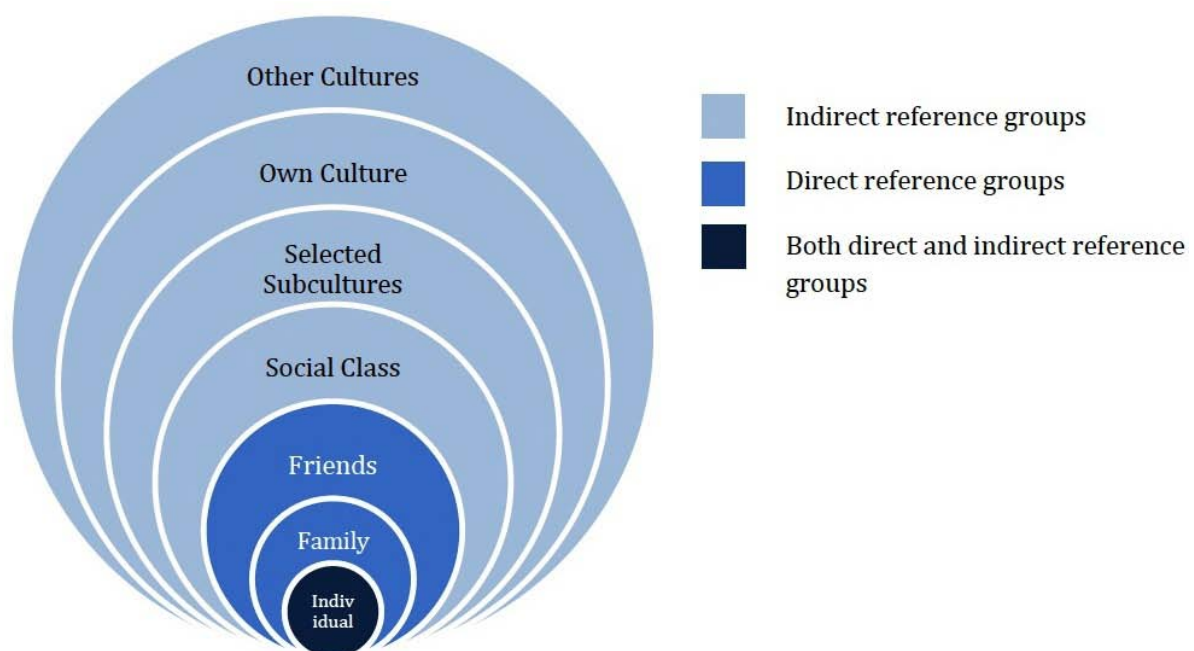 Other Cultures
Own Culture
Selected
Subcultures
Social Class
Friends
Family
Indiv
idual
Indirect reference groups
Direct reference groups
Both direct and indirect reference
groups